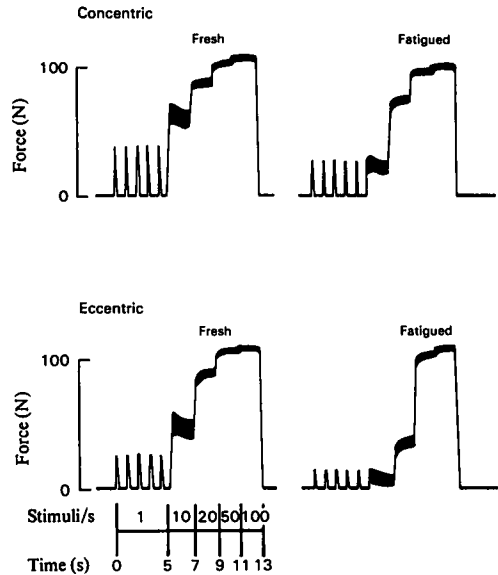 Concentric
Fresh
Fatigued
100
Force (N)
0
Eccentric
Fresh
Fatigued
100
Force (N)
0
Stimuli/s 1 10 20 50 100
Time (s) 0 5 7 9 11 13